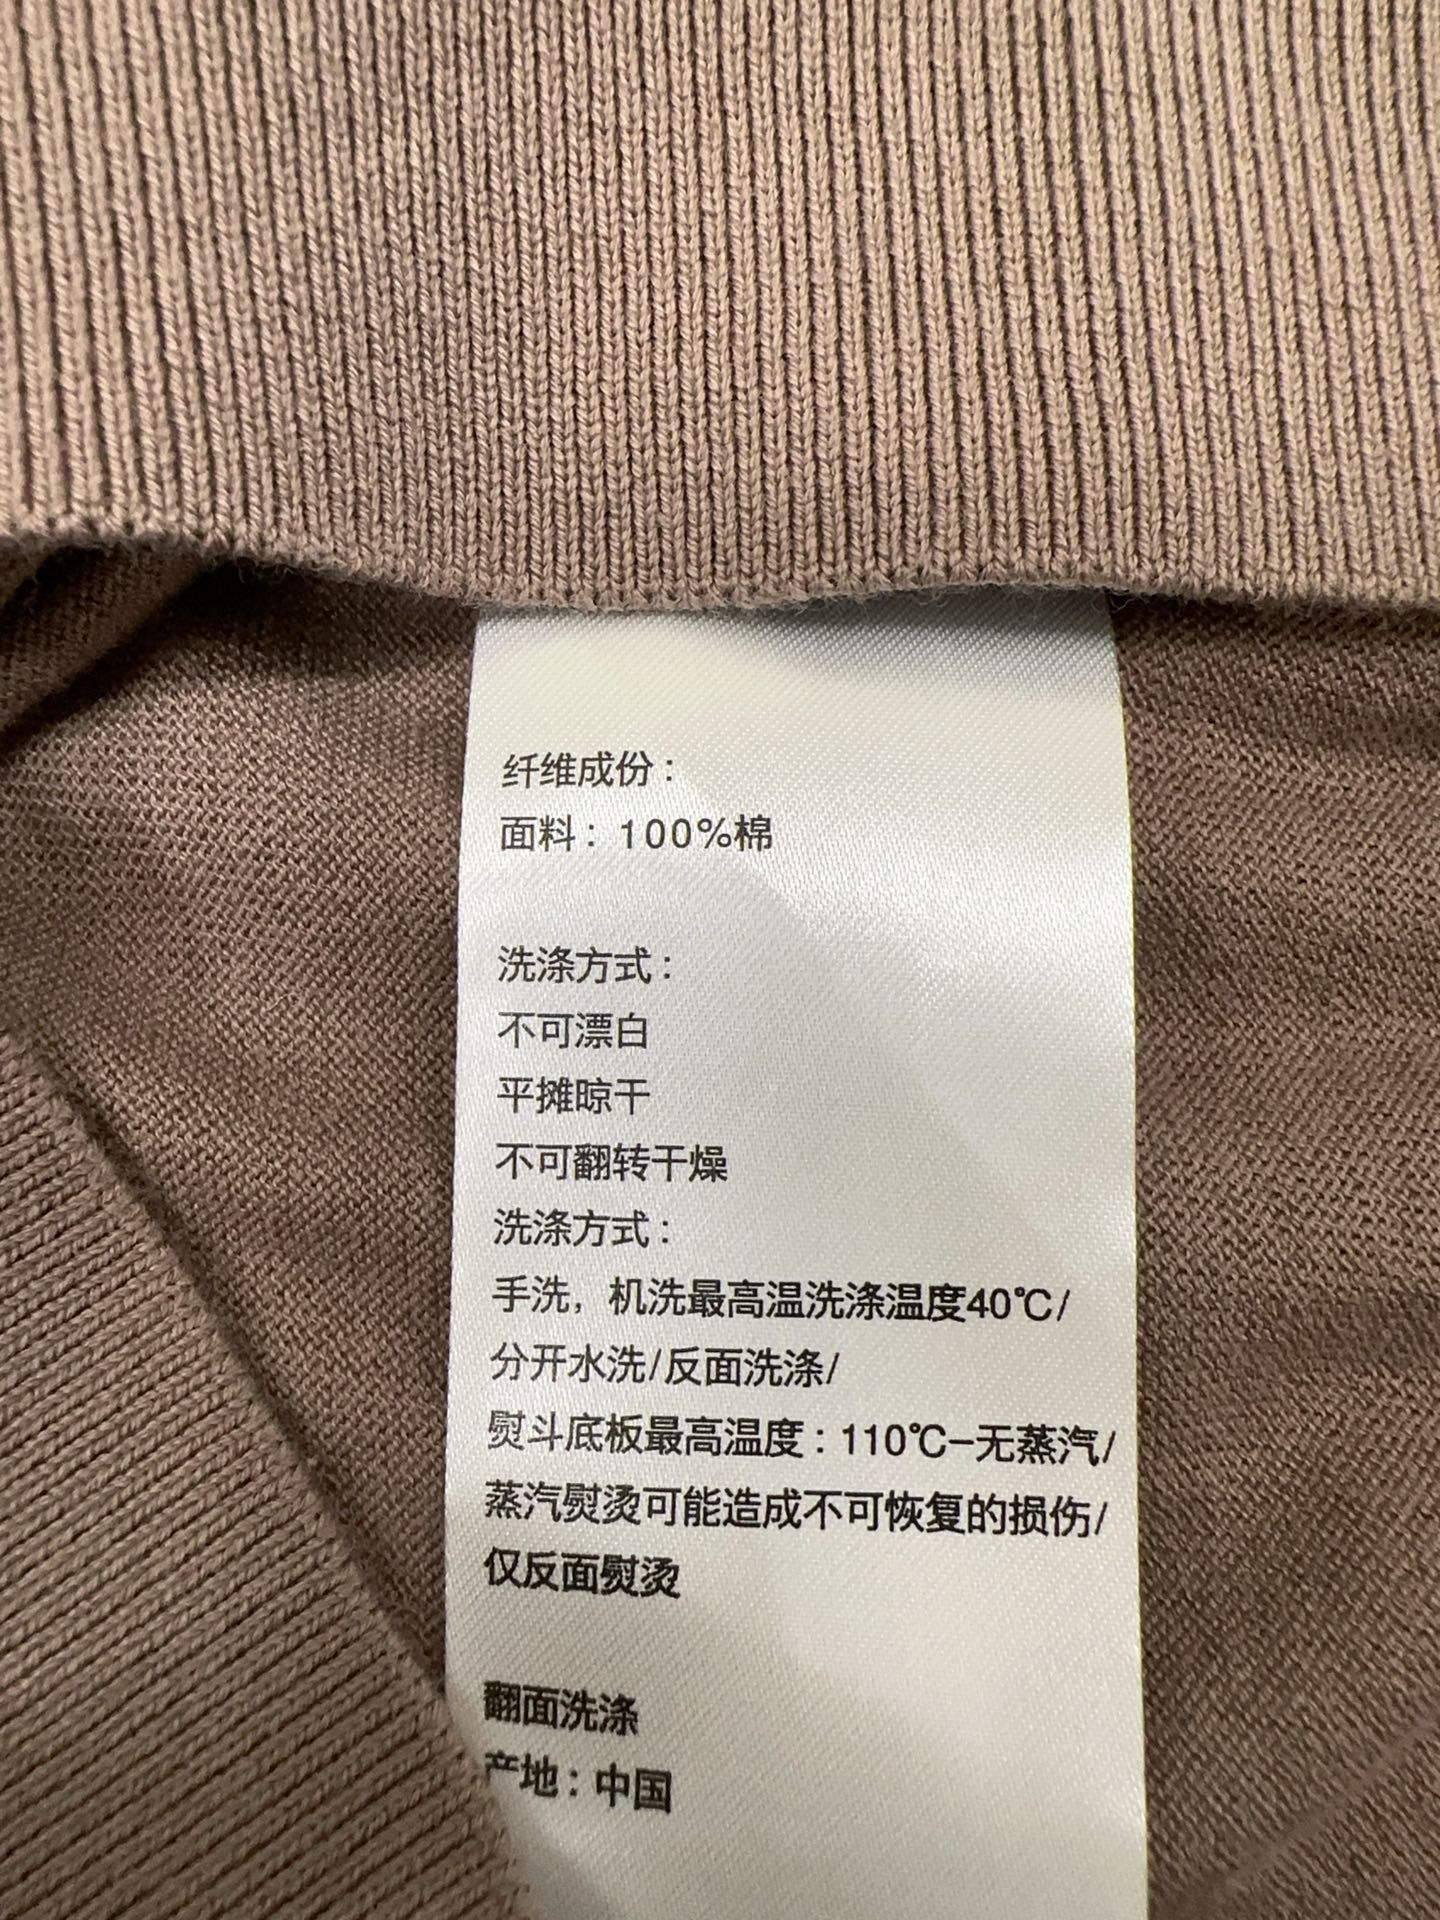 纤维成份：
面料：100%棉
洗涤方式：
不可漂白
平摊晾干
不可翻转干燥
洗涤方式：
手洗，机洗最高温洗涤温度40℃/
分开水洗/反面洗涤/
熨斗底板最高温度：110℃-无蒸汽/
蒸汽熨烫可能造成不可恢复的损伤/
仅反面熨烫
翻面洗涤
产地：中国